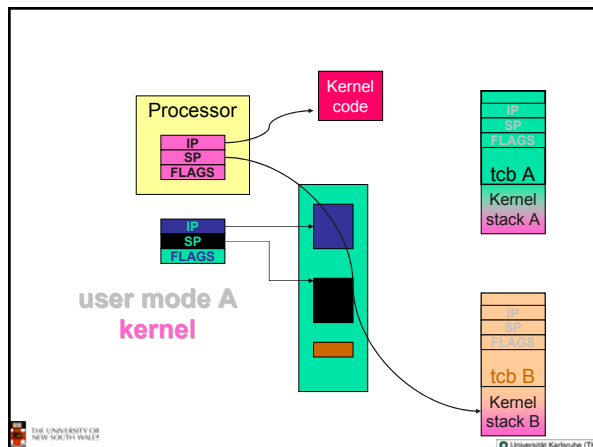 Processor
IP
SP
FLAGS
Kernel
code
IP
SP
FLAGS
tcb A
Kernel
stack A
IP
SP
FLAGS
user mode A
kernel
IP
SP
FLAGS
tcb B
Kernel
stack B
THE UNIVERSITY OF
NEW SOUTH WALES
Universität Karlsruhe (TH